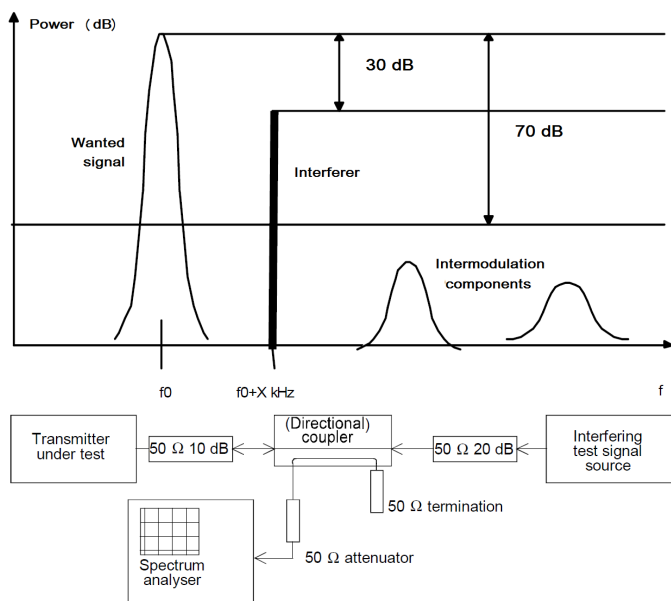 Power (dB)
30 dB
70 dB
Wanted
signal
Interferer
Intermodulation
components
f0
f0+X kHz
f
Transmitter
under test
50 Ω 10 dB
(Directional)
coupler
50 Ω 20 dB
Interfering
test signal
source
50 Ω termination
50 Ω attenuator
Spectrum
analyser